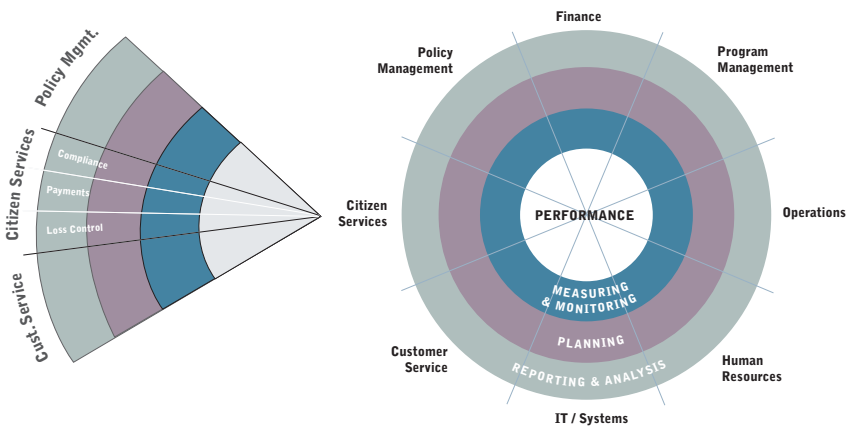 Policy Mgmt.
Citizen Services
Cust. Service
Compliance
Payments
Loss Control
Finance
Policy
Management
Program
Management
Citizen
Services
PERFORMANCE
Operations
MEASURING
& MONITORING
PLANNING
REPORTING & ANALYSIS
Customer
Service
Human
Resources
IT / Systems